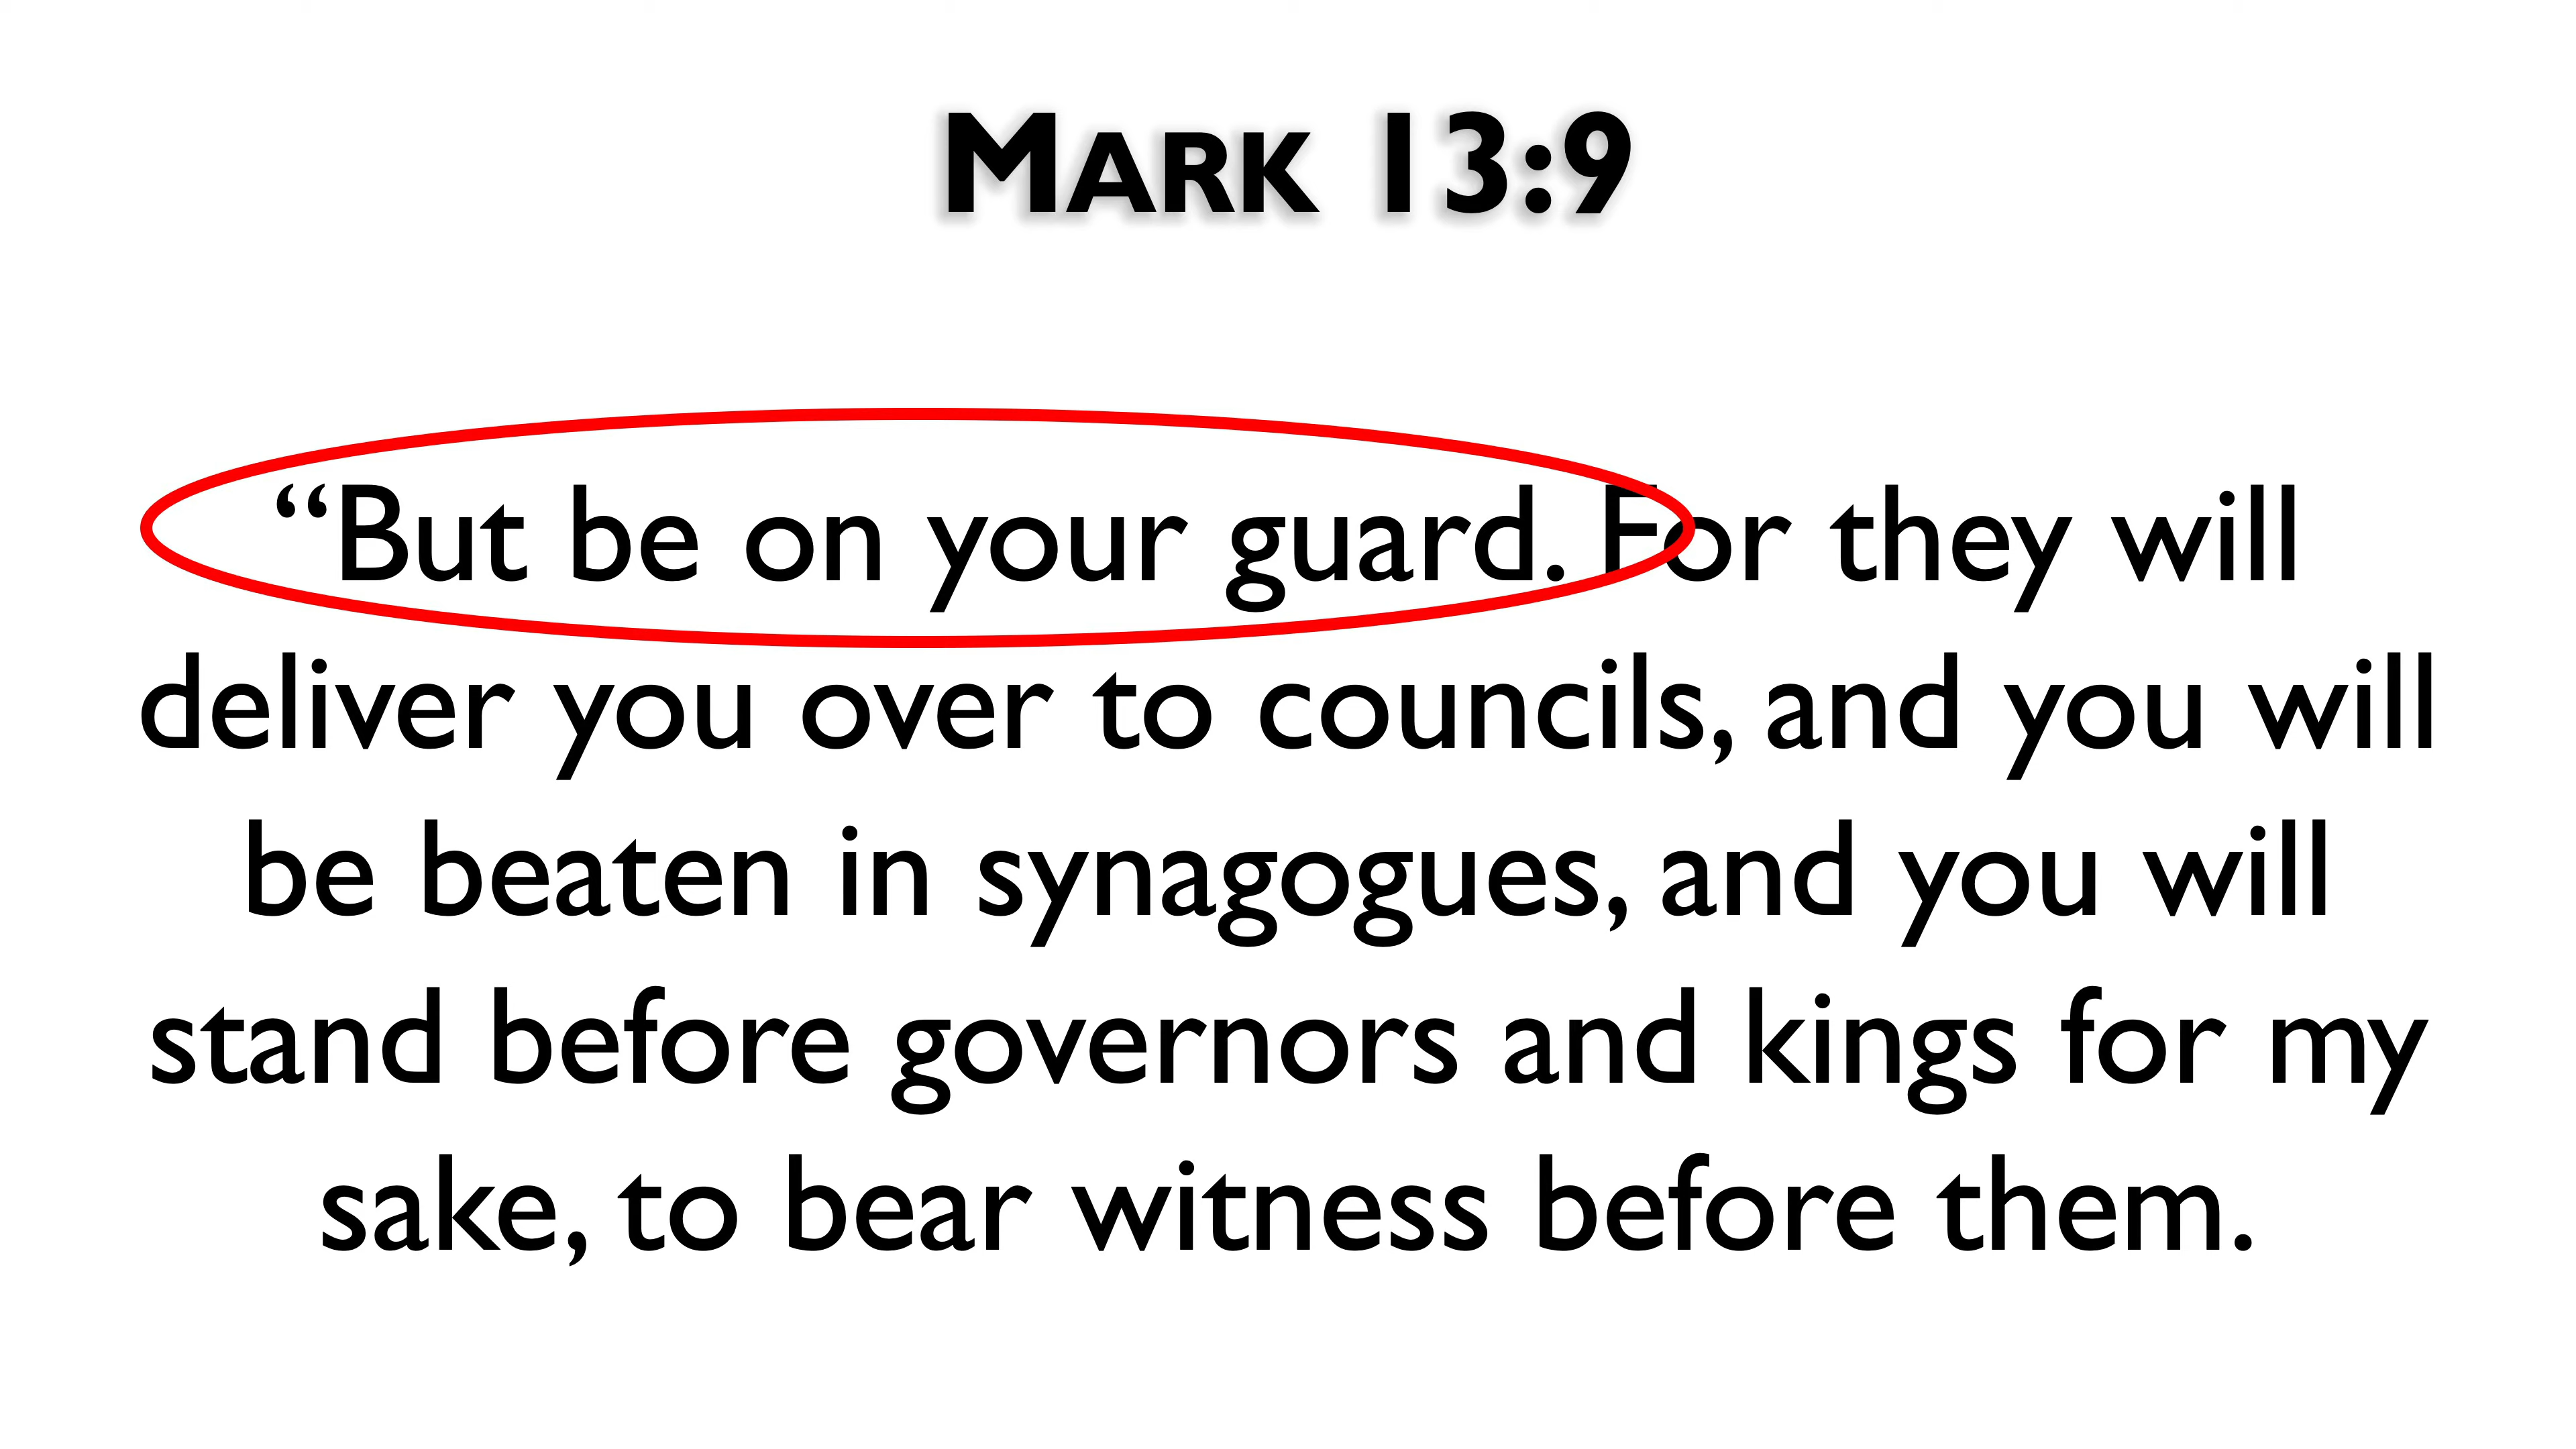 MARK 13:9
“But be on your guard. For they will
deliver you over to councils, and you will
be beaten in synagogues, and you will
stand before governors and kings for my
sake, to bear witness before them.